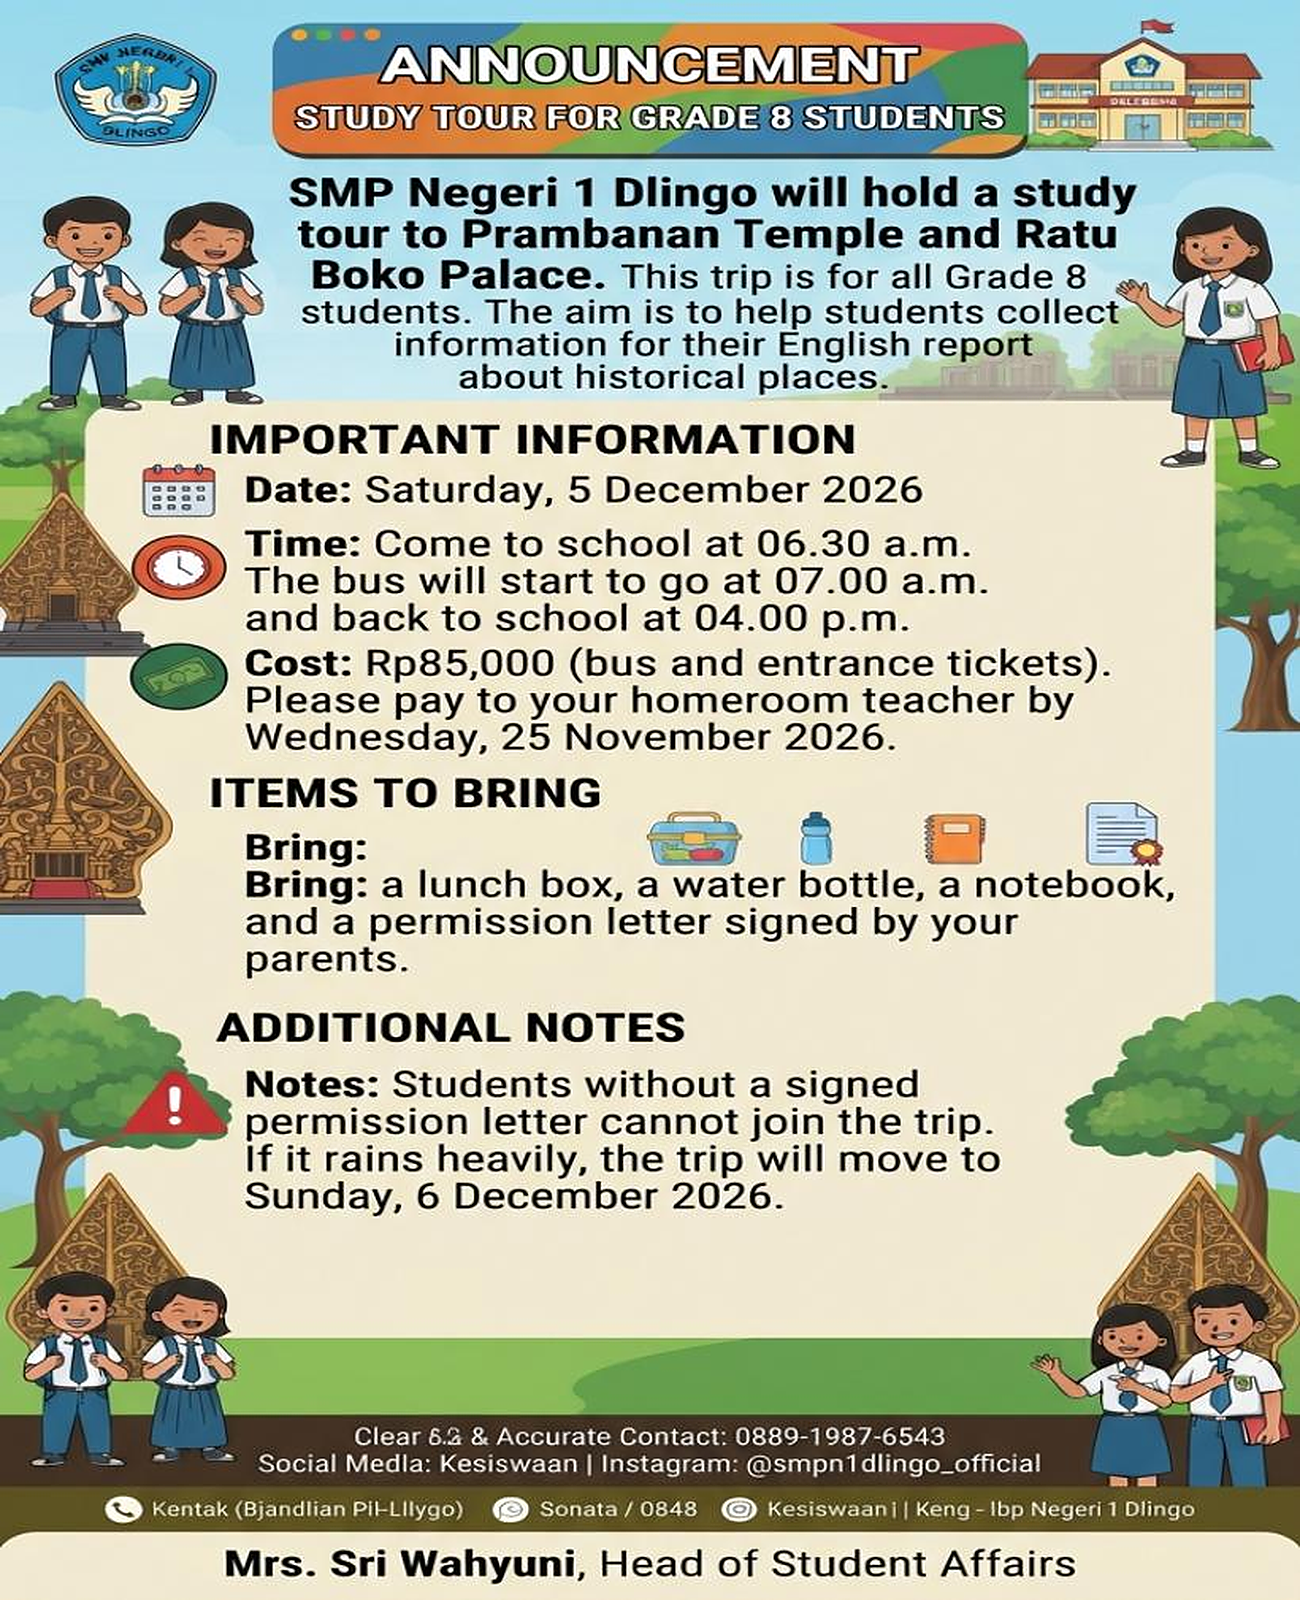 ANNOUNCEMENT
STUDY TOUR FOR GRADE 8 STUDENTS
DLINGO
SMP Negeri 1 Dlingo will hold a study
tour to Prambanan Temple and Ratu
Boko Palace. This trip is for all Grade 8
students. The aim is to help students collect
information for their English report
about historical places.
IMPORTANT INFORMATION
Date: Saturday, 5 December 2026
Time: Come to school at 06.30 a.m.
The bus will start to go at 07.00 a.m.
and back to school at 04.00 p.m.
Cost: Rp85,000 (bus and entrance tickets).
Please pay to your homeroom teacher by
Wednesday, 25 November 2026.
ITEMS TO BRING
Bring:
Bring: a lunch box, a water bottle, a notebook,
and a permission letter signed by your
parents.
ADDITIONAL NOTES
Notes: Students without a signed
permission letter cannot join the trip.
If it rains heavily, the trip will move to
Sunday, 6 December 2026.
Clear & Accurate Contact: 0889-1987-6543
Social Media: Kesiswaan | Instagram: @smpn1dlingo_official
Kentak (Bjandlian Pil-Lllygo) Sonata / 0848 Kesiswaan | | Keng - lbp Negeri 1 Dlingo
Mrs. Sri Wahyuni, Head of Student Affairs